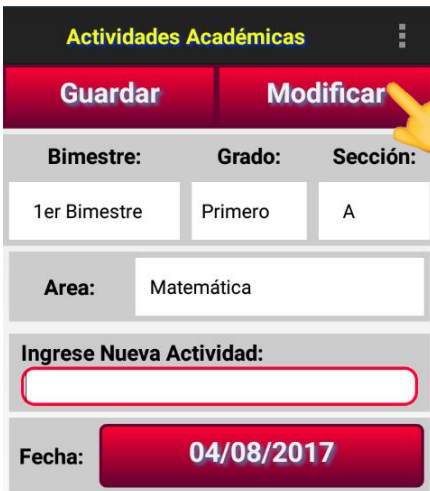 Actividades Académicas
Guardar Modificar
Bimestre: Grado: Sección:
1er Bimestre Primero A
Area: Matemática
Ingrese Nueva Actividad:
Fecha: 04/08/2017